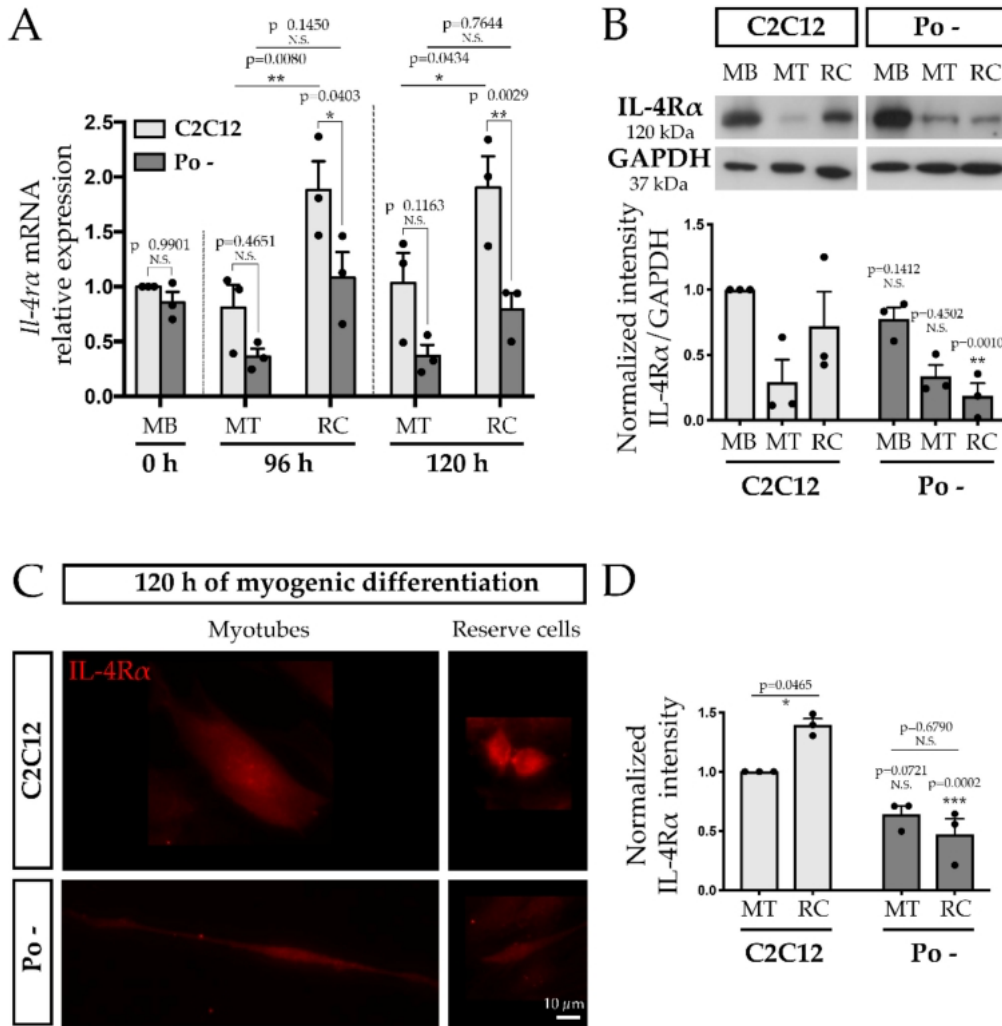 A
p 0.1450
N.S.
p=0.0080
**
p=0.0403
*
p 0.7644
N.S.
p=0.0434
*
p 0.0029
**
C2C12
Po -
p 0.9901
N.S.
p=0.4651
N.S.
p 0.1163
N.S.
Il-4rα mRNA
relative expression
2.5
2.0
1.5
1.0
0.5
0.0
MB MT RC MT RC
0 h 96 h 120 h
B
C2C12 Po -
MB MT RC MB MT RC
IL-4Rα
120 kDa
GAPDH
37 kDa
Normalized intensity
IL-4Rα/GAPDH
1.5
1.0
0.5
0.0
p=0.1412
N.S.
p=0.4302
N.S.
p=0.0010
**
MB MT RC MB MT RC
C2C12 Po -
C
120 h of myogenic differentiation
Myotubes Reserve cells
C2C12
IL-4Rα
Po -
10 μm
D
Normalized
IL-4Rα intensity
1.5
1.0
0.5
0.0
p=0.0465
*
p=0.6790
N.S.
p=0.0721
N.S.
p=0.0002
***
MT RC MT RC
C2C12 Po -